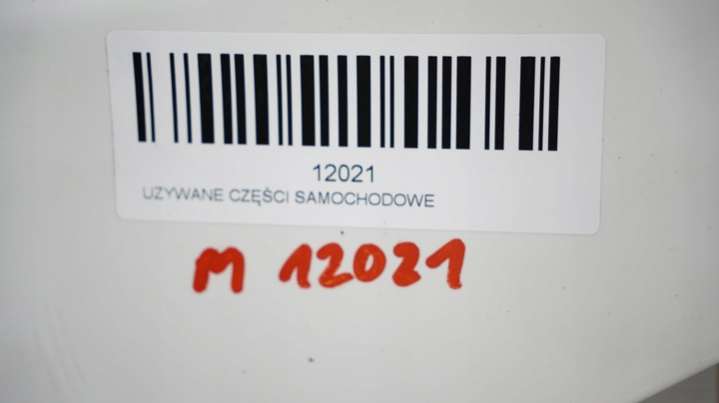 12021
UZYWANE CZĘŚCI SAMOCHODOWE
M 12021